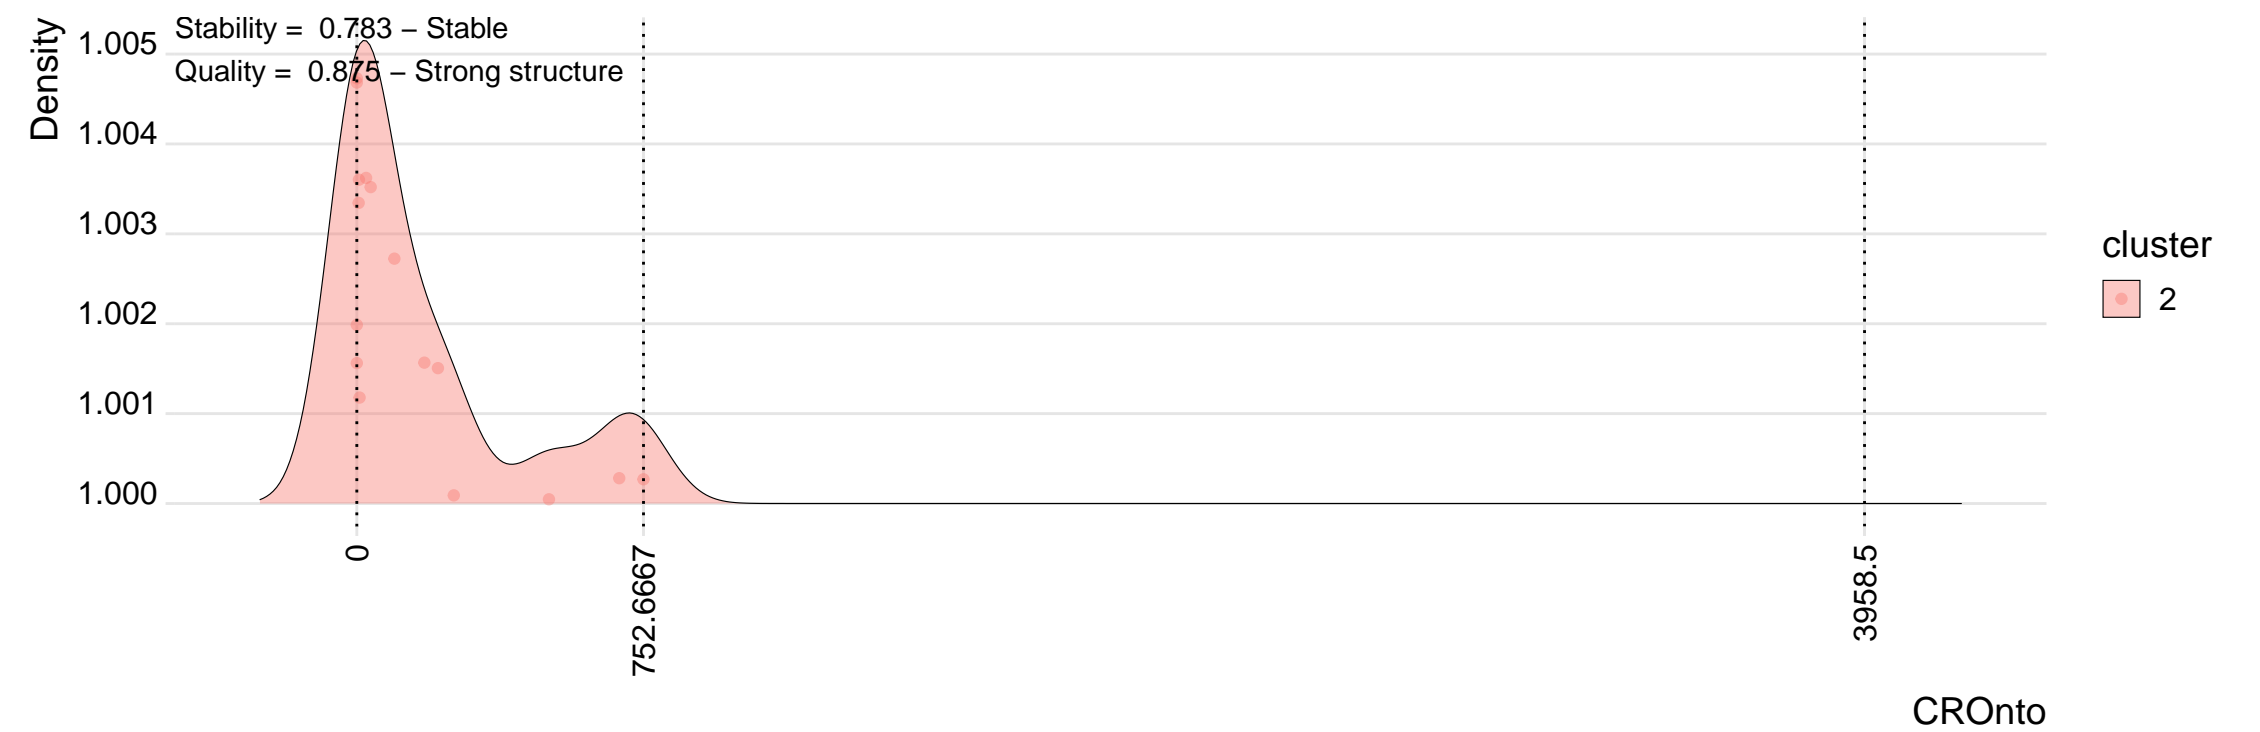 Stability =  0.783 – Stable
Quality =  0.875 – Strong structure
Density
1.005
1.004
1.003
1.002
1.001
1.000
0
752.6667
3958.5
CROnto
cluster
2